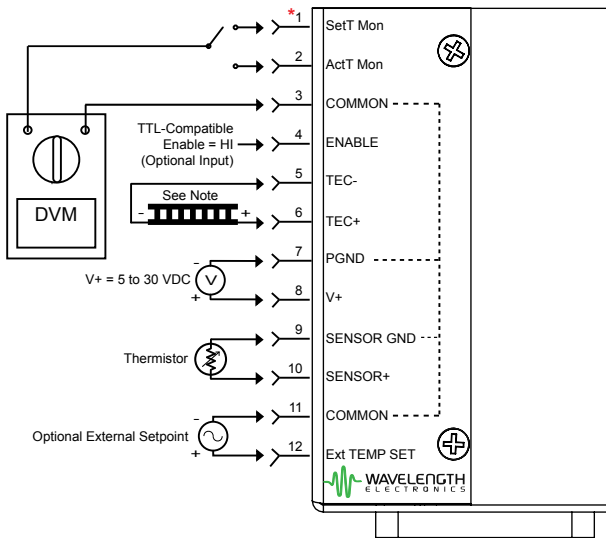 * 1 SetT Mon
2 ActT Mon
3 COMMON
TTL-Compatible
Enable = HI
(Optional Input)
4 ENABLE
5 TEC-
See Note
- +
6 TEC+
DVM
7 PGND
-
V+ = 5 to 30 VDC
V
+
8 V+
9 SENSOR GND
Thermistor
10 SENSOR+
11 COMMON
-
Optional External Setpoint
+
12 Ext TEMP SET
WAVELENGTH
ELECTRONICS